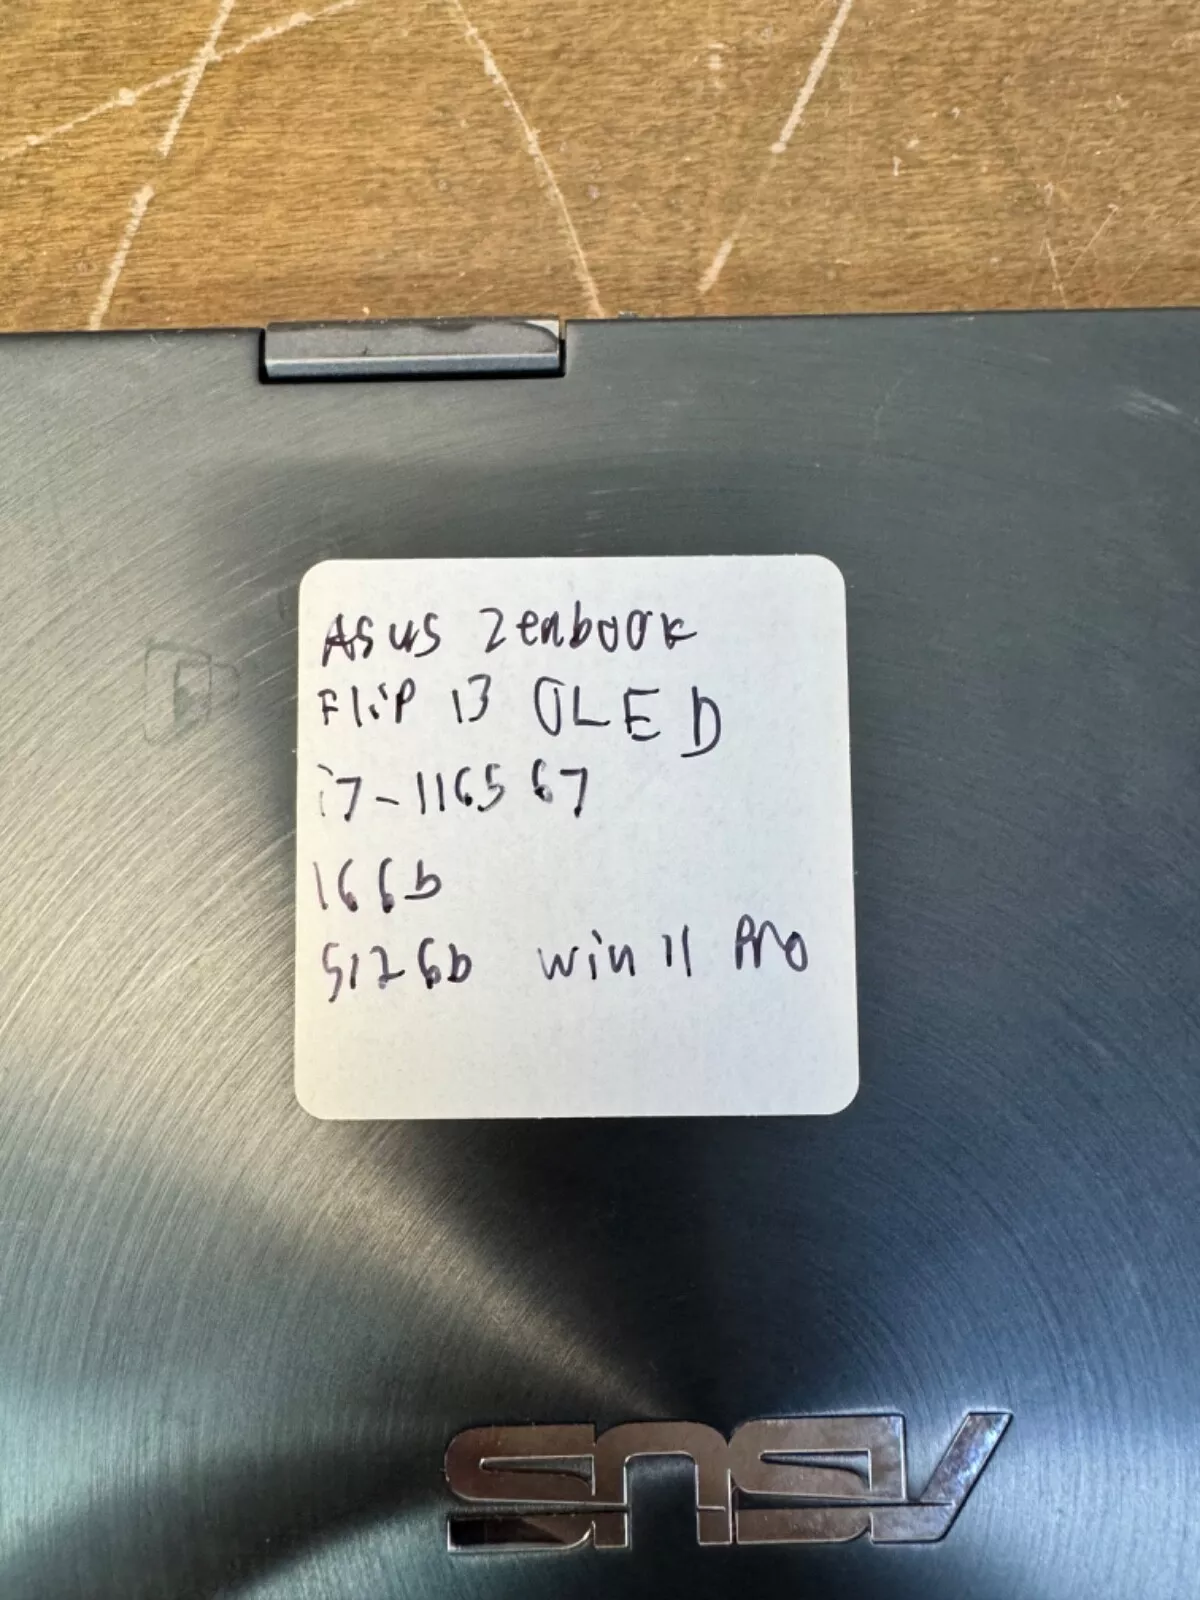 Asus Zenbook
Flip 13 OLED
i7-1165G7
16Gb
512Gb Win 11 Pro
ASUS